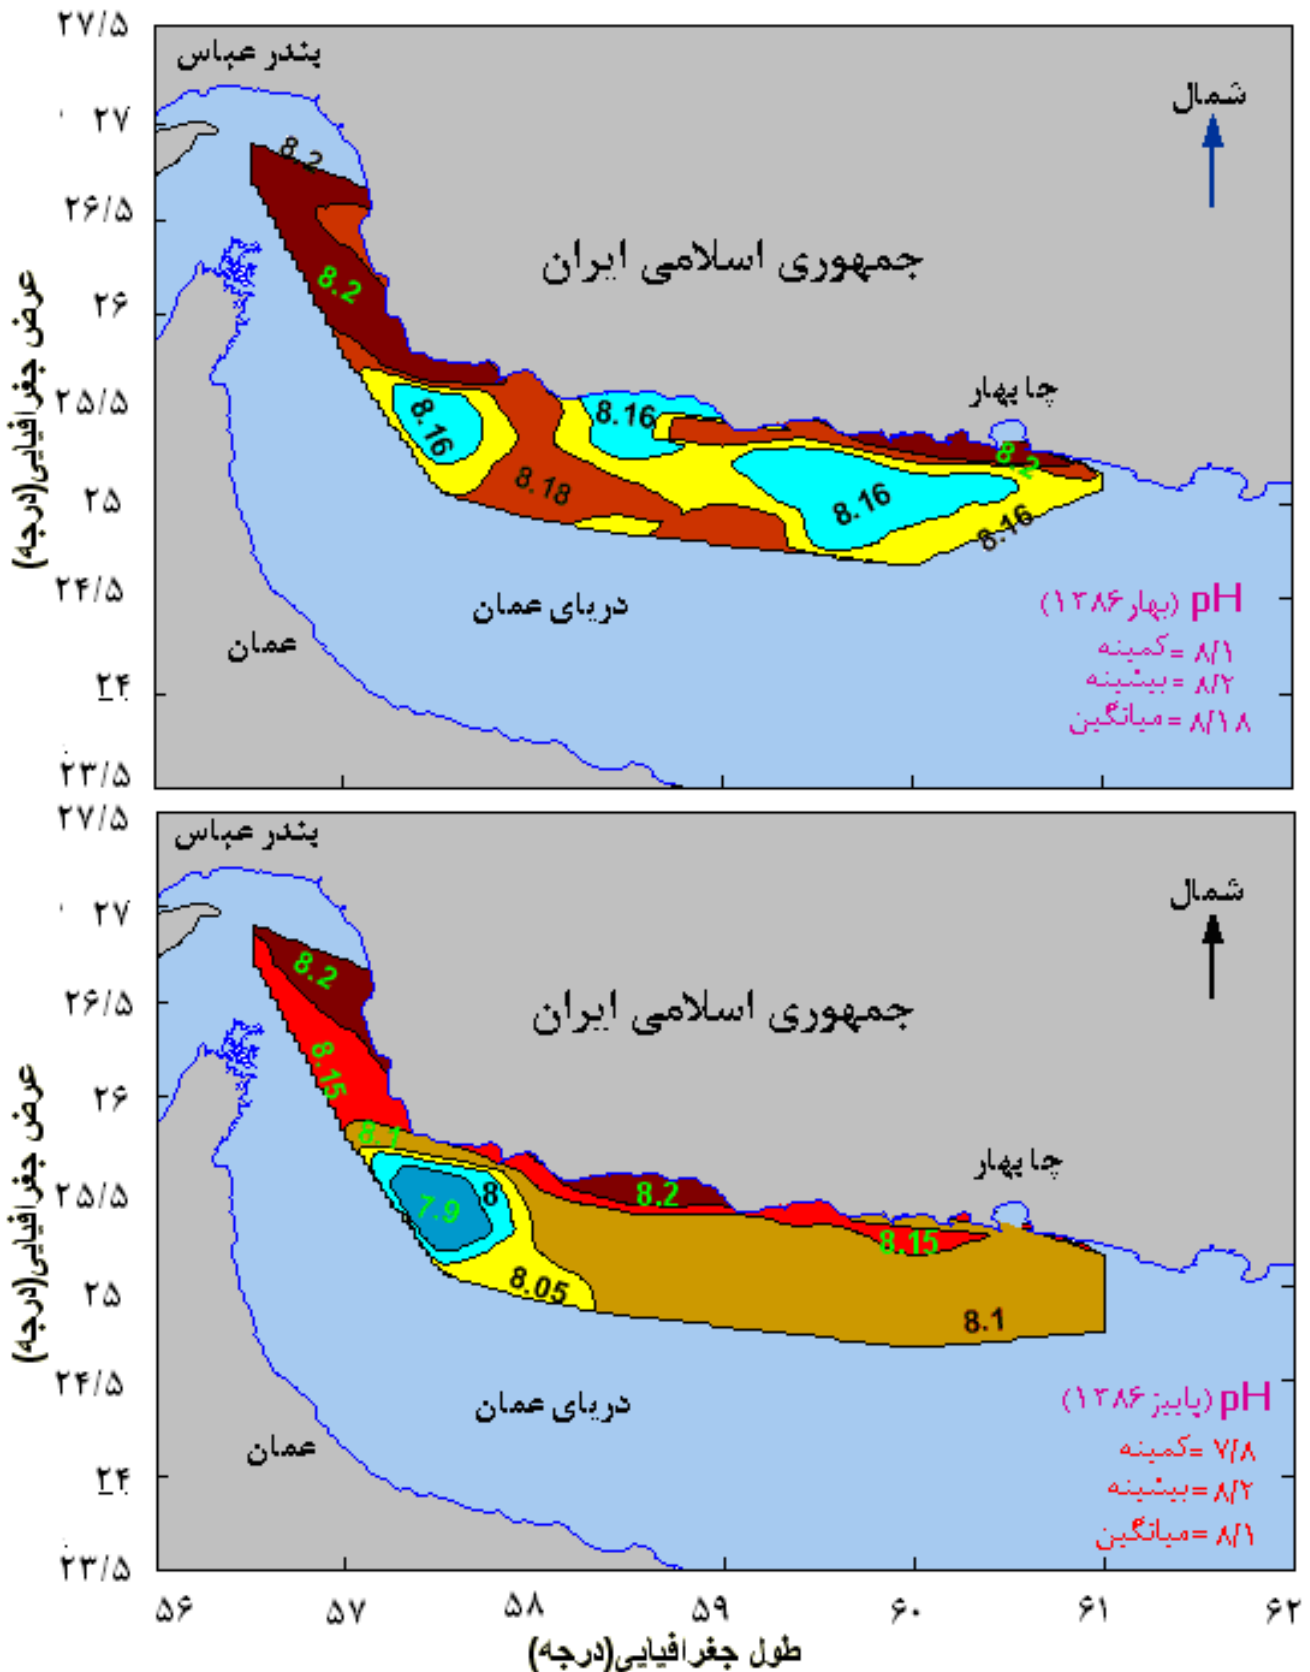 ۲۷/۵
بندر عباس
۲۷
شمال
8.2
۲۶/۵
جمهوری اسلامی ایران
8.2
۲۶
عرض جغرافیایی(درجه)
چابهار
۲۵/۵
8.16
8.16
8.2
8.18
8.16
۲۵
8.16
۲۴/۵
دریای عمان
pH (بهار ۱۳۸۶)
عمان
کمینه= ۸/۱
بیشینه= ۸/۲
۲۴
میانگین= ۸/۱۸
۲۳/۵
۲۷/۵
بندر عباس
شمال
۲۷
8.2
۲۶/۵
جمهوری اسلامی ایران
8.15
۲۶
عرض جغرافیایی(درجه)
8.1
چابهار
۲۵/۵
8
8.2
7.9
8.15
8.05
۲۵
8.1
۲۴/۵
دریای عمان
pH (پاییز ۱۳۸۶)
عمان
کمینه= ۷/۸
۲۴
بیشینه= ۸/۲
میانگین= ۸/۱
۲۳/۵
۵۶ ۵۷ ۵۸ ۵۹ ۶۰ ۶۱ ۶۲
طول جغرافیایی(درجه)